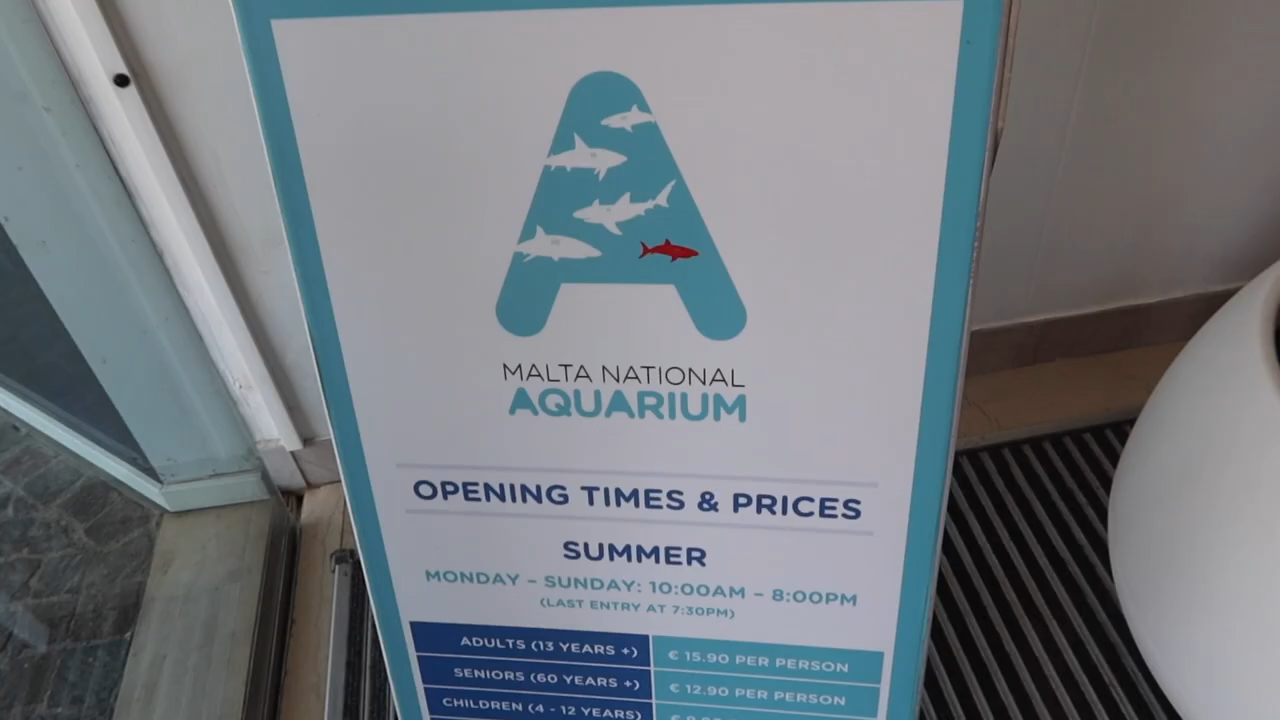 MALTA NATIONAL
AQUARIUM
OPENING TIMES & PRICES
SUMMER
MONDAY – SUNDAY: 10:00AM – 8:00PM
(LAST ENTRY AT 7:30PM)
ADULTS (13 YEARS +) € 15.90 PER PERSON
SENIORS (60 YEARS +) € 12.90 PER PERSON
CHILDREN (4 - 12 YEARS)